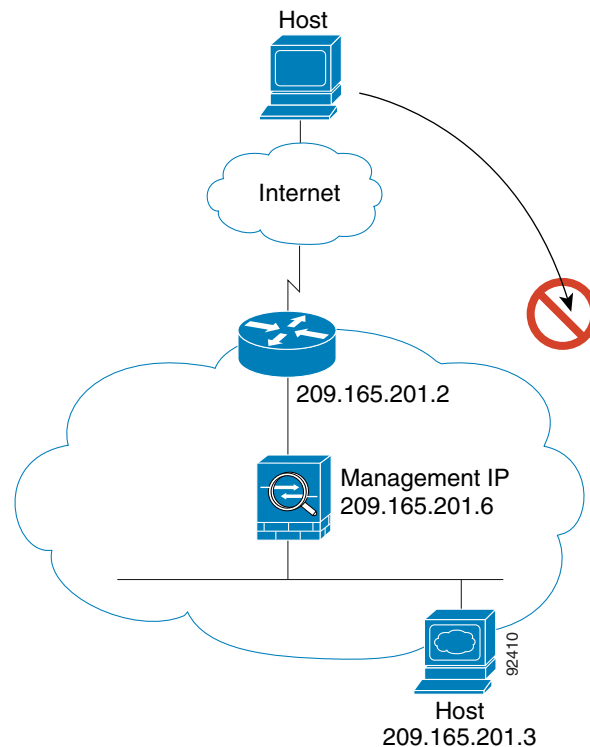 Host
Internet
209.165.201.2
Management IP
209.165.201.6
92410
Host
209.165.201.3